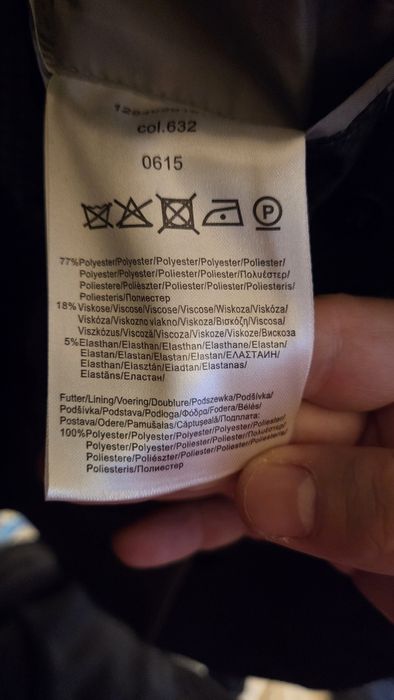 col.632
0615
P
77%Polyester/Polyester/Polyester/Polyester/Poliester/
Polyester/Polyester/Poliester/Poliester/Πολυέστερ/
Poliestere/Poliészter/Poliester/Poliester/Poliesteris/
Poliesteris/Полиестер
18%Viskose/Viscose/Viscose/Viscose/Wiskoza/Viskóza/
Viskóza/Viskozno vlakno/Viskoza/Βισκόζη/Viscosa/
Viszkózus/Viscoză/Viscoza/Viskoze/Viskoze/Вискоза
5%Elasthan/Elasthan/Elasthan/Elasthane/Elastan/
Elastan/Elastan/Elastan/Elastan/ΕΛΑΣΤΑΙΝ/
Elasthan/Elasztán/Elastan/Elastanas/
Elastāns/Еластан/
Futter/Lining/Voering/Doublure/Podszewka/Podšívka/
Podšívka/Podstava/Podloga/Φόδρα/Fodera/Bélés/
Postava/Odere/Pamušalas/Căptuşeală/Подплата:
100%Polyester/Polyester/Polyester/Polyester/Poliester/
Polyester/Polyester/Poliester/Poliester/Πολυέστερ/
Poliestere/Poliészter/Poliester/Poliester/Poliesteris/
Poliesteris/Полиестер